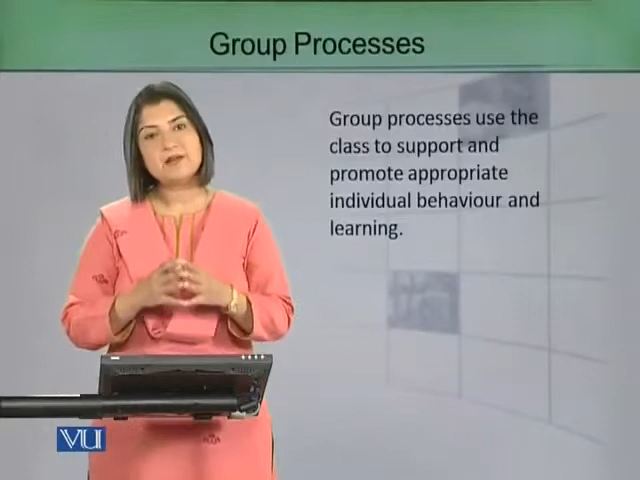 Group Processes
Group processes use the
class to support and
promote appropriate
individual behaviour and
learning.
VU